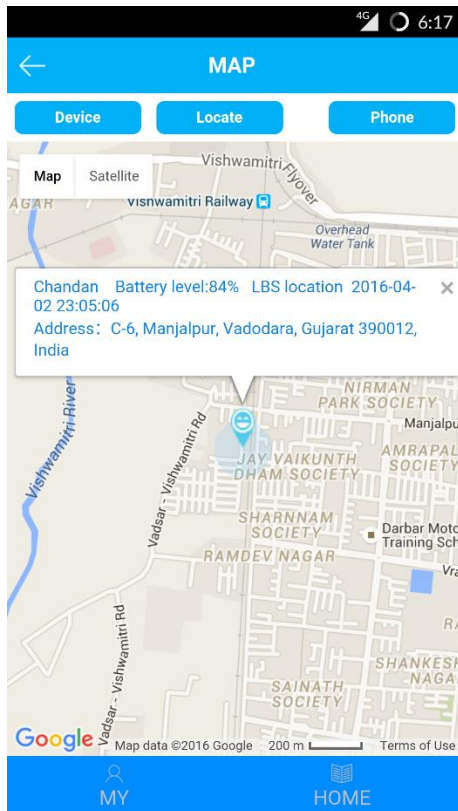 4G 6:17
MAP
Device Locate Phone
Map Satellite
Vishwamitri
Flyover
AGAR
Vishwamitri Railway
Overhead
Water Tank
Chandan Battery level:84% LBS location 2016-04-
02 23:05:06
Address: C-6, Manjalpur, Vadodara, Gujarat 390012,
India
NIRMAN
PARK SOCIETY
Manjalpu
Vishwamitri River
Vadsar - Vishwamitri Rd
JAY VAIKUNTH
DHAM SOCIETY
AMRAPAL
SOCIETY
SHARNNAM
SOCIETY
Darbar Moto
Training Sch
RAMDEV NAGAR
Vra
Vadsar - Vishwamitri Rd
R
SHANKESH
NAGA
SAINATH
SOCIETY
Google Map data ©2016 Google 200 m Terms of Use
MY HOME